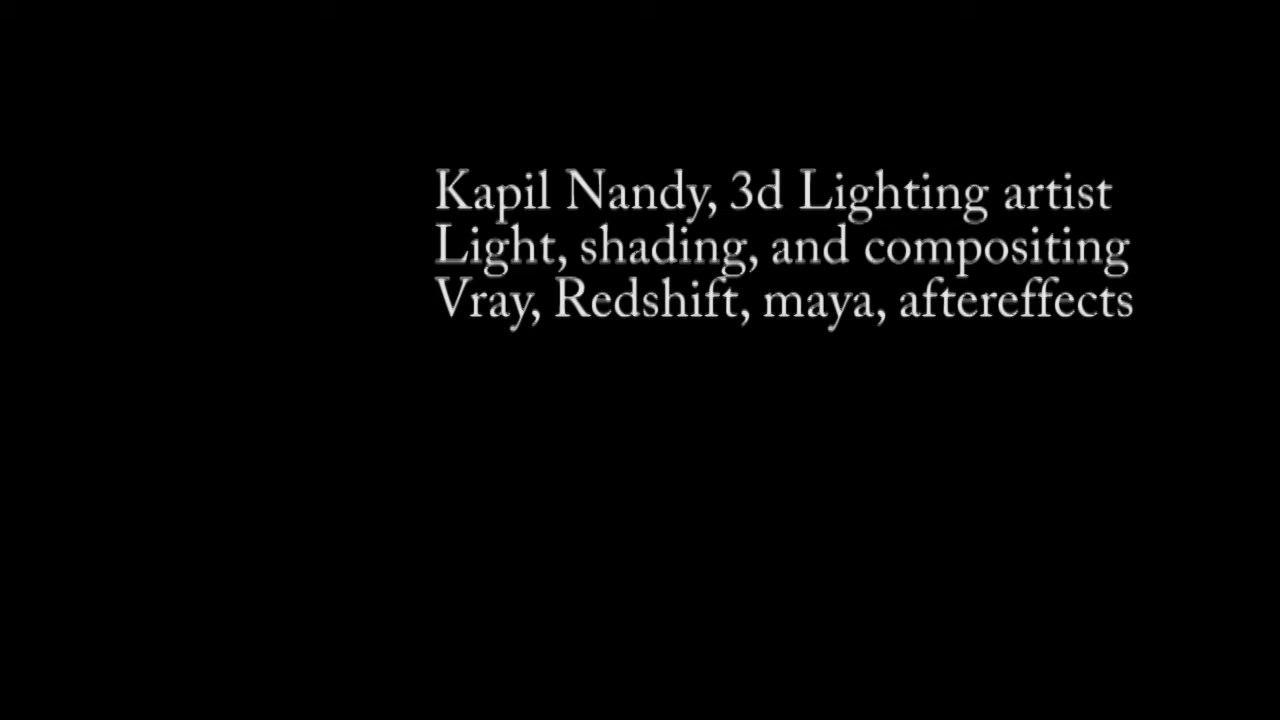 Kapil Nandy, 3d Lighting artist
Light, shading, and compositing
Vray, Redshift, maya, aftereffects